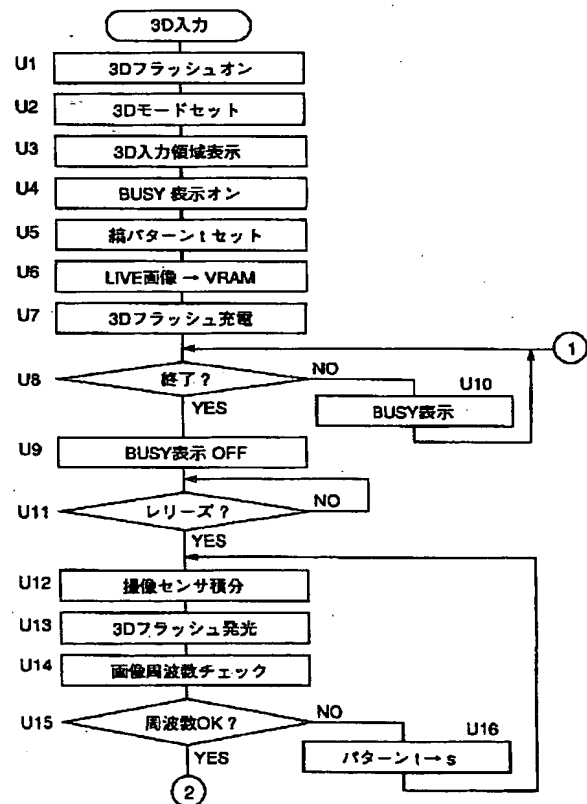 3D入力
U1 3Dフラッシュオン
U2 3Dモードセット
U3 3D入力領域表示
U4 BUSY 表示オン
U5 縞パターン t セット
U6 LIVE画像 → VRAM
U7 3Dフラッシュ充電
1
U8 終了? NO
U10
YES BUSY表示
U9 BUSY表示 OFF
U11 レリーズ? NO
YES
U12 撮像センサ積分
U13 3Dフラッシュ発光
U14 画像周波数チェック
U15 周波数OK? NO
U16
YES パターン t → s
2